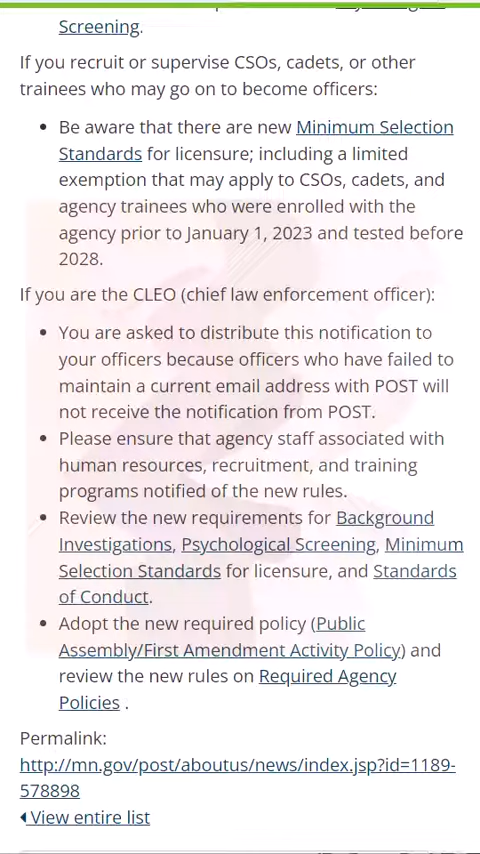 Screening.
If you recruit or supervise CSOs, cadets, or other
trainees who may go on to become officers:
• Be aware that there are new Minimum Selection
Standards for licensure; including a limited
exemption that may apply to CSOs, cadets, and
agency trainees who were enrolled with the
agency prior to January 1, 2023 and tested before
2028.
If you are the CLEO (chief law enforcement officer):
• You are asked to distribute this notification to
your officers because officers who have failed to
maintain a current email address with POST will
not receive the notification from POST.
• Please ensure that agency staff associated with
human resources, recruitment, and training
programs notified of the new rules.
• Review the new requirements for Background
Investigations, Psychological Screening, Minimum
Selection Standards for licensure, and Standards
of Conduct.
• Adopt the new required policy (Public
Assembly/First Amendment Activity Policy) and
review the new rules on Required Agency
Policies .
Permalink:
http://mn.gov/post/aboutus/news/index.jsp?id=1189-
578898
View entire list